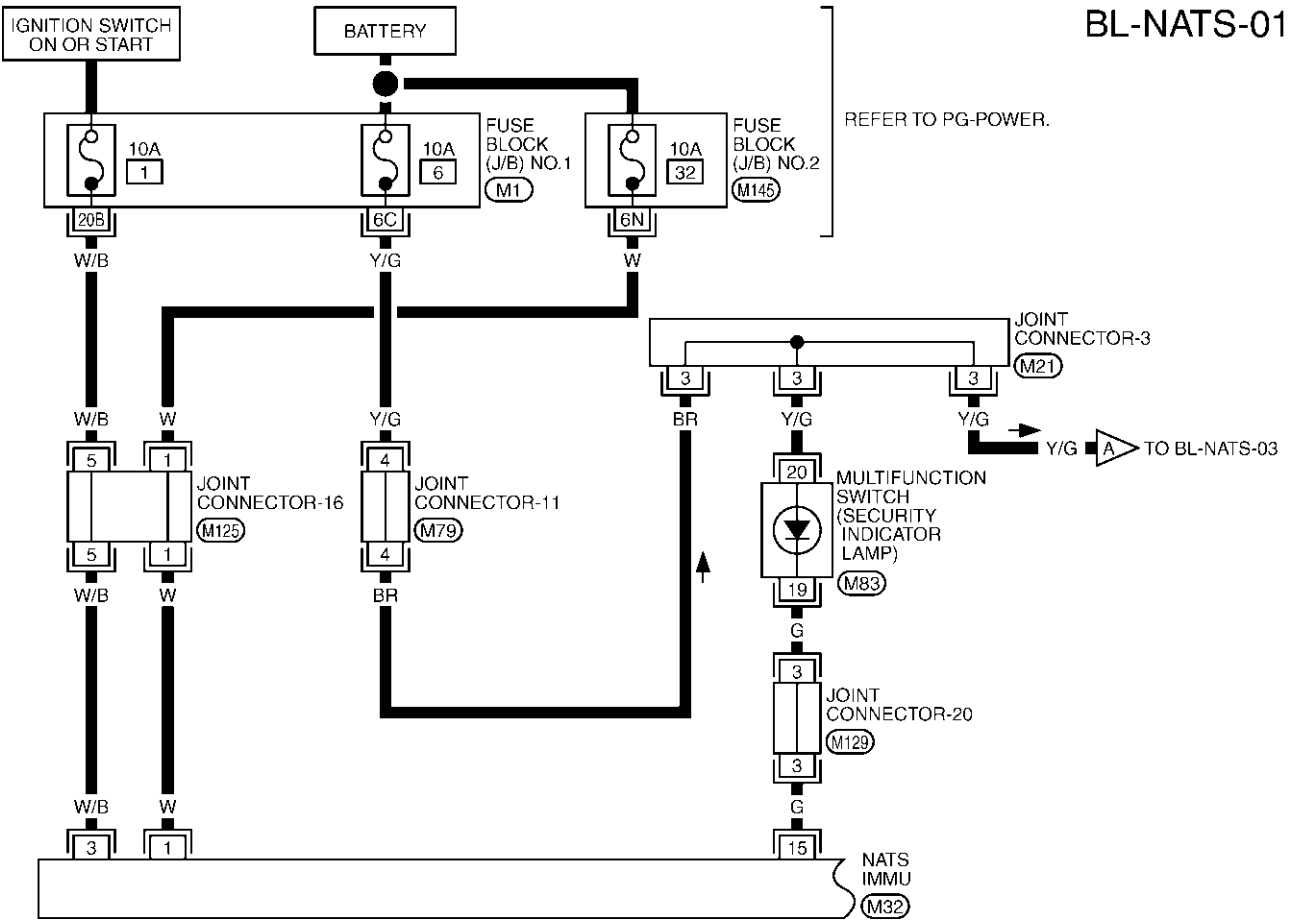 BL-NATS-01
IGNITION SWITCH
ON OR START
BATTERY
REFER TO PG-POWER.
10A
1
10A
6
FUSE
BLOCK
(J/B) NO.1
M1
10A
32
FUSE
BLOCK
(J/B) NO.2
M145
20B
6C
6N
W/B
Y/G
W
JOINT
CONNECTOR-3
M21
3
3
3
W/B
W
Y/G
BR
Y/G
Y/G
Y/G
A
TO BL-NATS-03
5
1
JOINT
CONNECTOR-16
M125
5
1
4
JOINT
CONNECTOR-11
M79
4
20
MULTIFUNCTION
SWITCH
(SECURITY
INDICATOR
LAMP)
M83
19
W/B
W
BR
G
3
JOINT
CONNECTOR-20
M129
3
W/B
W
G
3
1
15
NATS
IMMU
M32